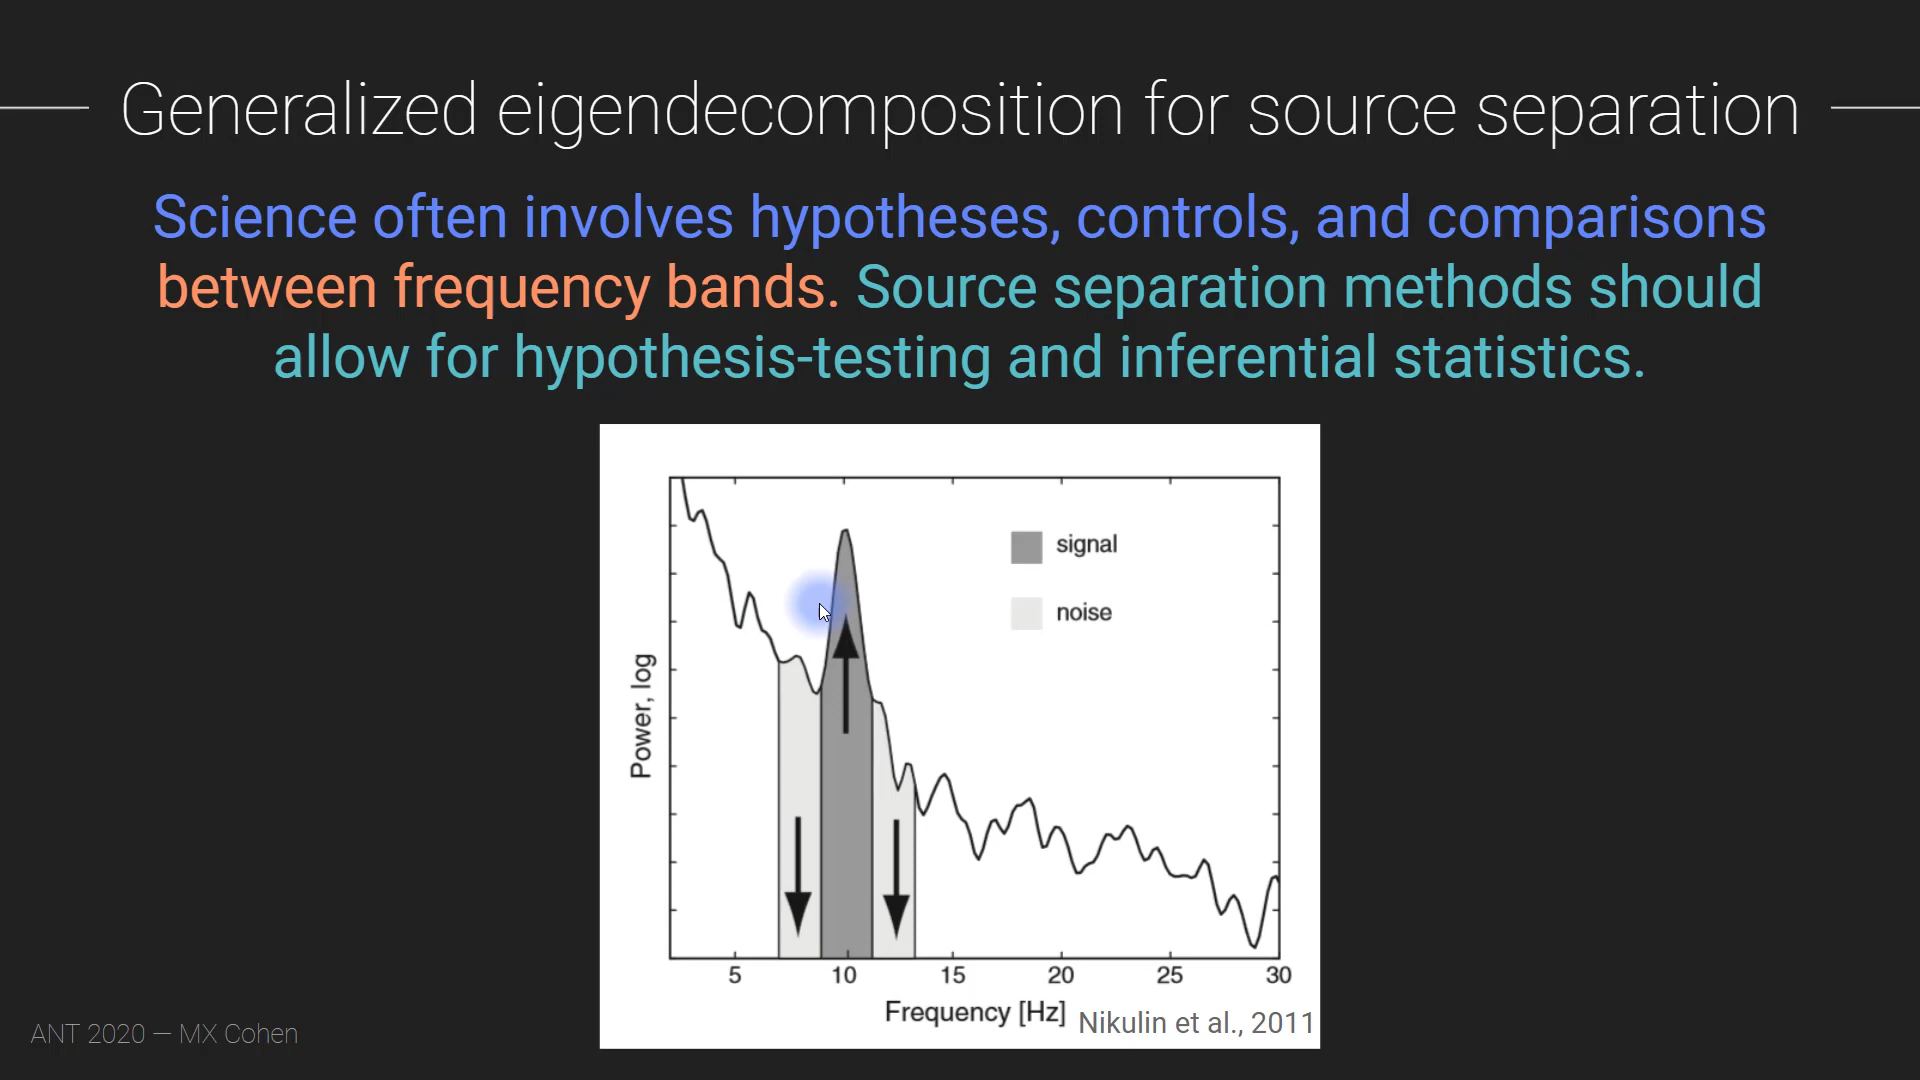 Generalized eigendecomposition for source separation
Science often involves hypotheses, controls, and comparisons
between frequency bands. Source separation methods should
allow for hypothesis-testing and inferential statistics.
signal
noise
Power, log
5 10 15 20 25 30
Frequency [Hz]
Nikulin et al., 2011
ANT 2020 — MX Cohen